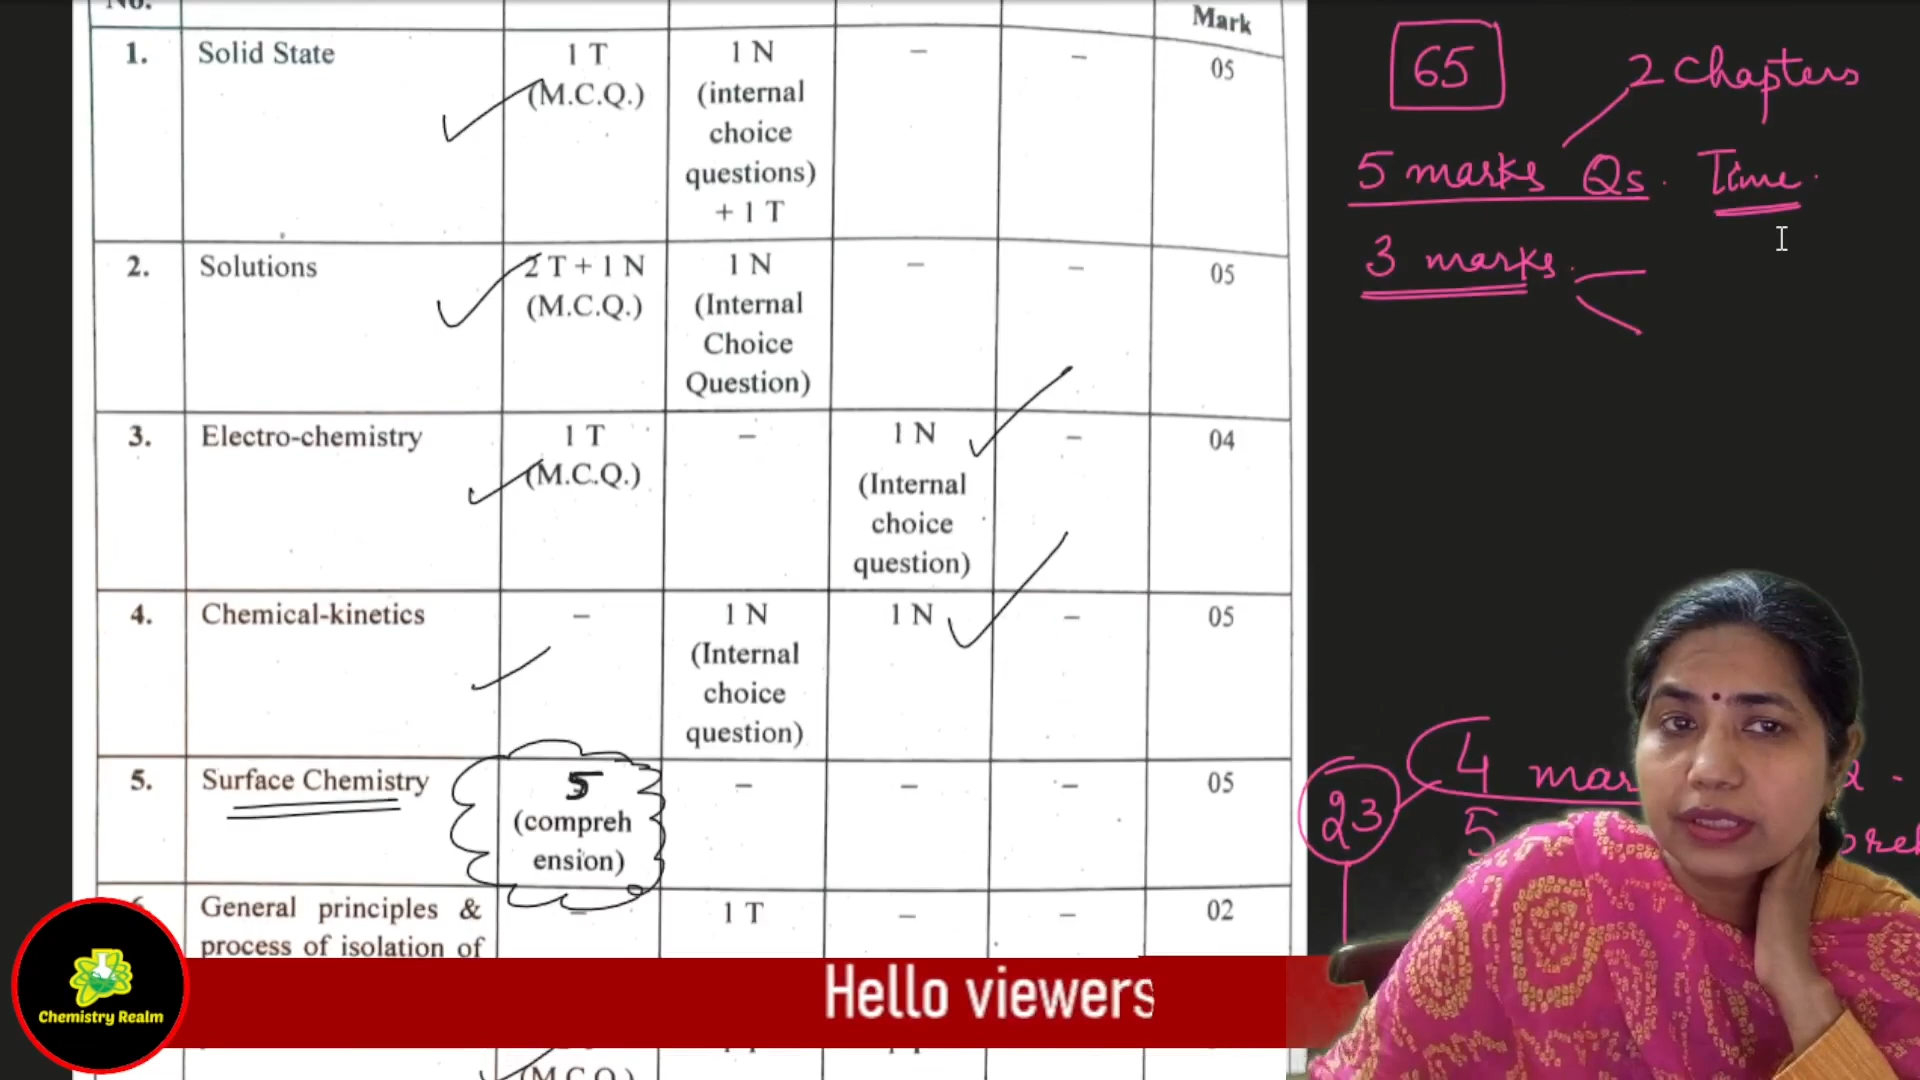 No.
Mark
1.
Solid State
1 T
(M.C.Q.)
1 N
(internal
choice
questions)
+ 1 T
–
–
05
2.
Solutions
2 T + 1 N
(M.C.Q.)
1 N
(Internal
Choice
Question)
–
–
05
3.
Electro-chemistry
1 T
(M.C.Q.)
–
1 N
(Internal
choice
question)
–
04
4.
Chemical-kinetics
–
1 N
(Internal
choice
question)
1 N
–
05
5.
Surface Chemistry
5
(compreh
ension)
–
–
–
05
General principles &
process of isolation of
–
1 T
–
–
02
(M.C.Q.)
65
2 Chapters
5 marks Qs. Time.
3 marks.
23
4
5
Hello viewers
Chemistry Realm